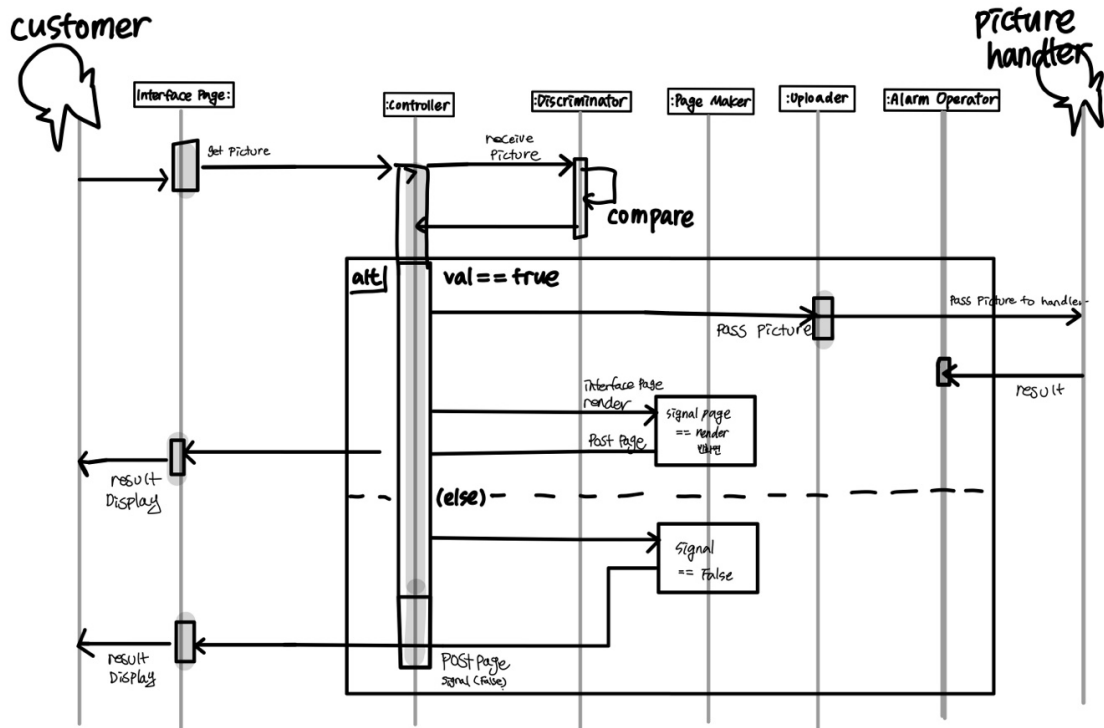 customer
picture
handler
Interface Page:
:Controller
:Discriminator
:Page Maker
:Uploader
:Alarm Operator
get Picture
receive
Picture
compare
alt
val == true
Pass Picture to handler
Pass Picture
result
interface Page
render
Signal page
== render
Post Page
result
Display
(else)
Signal
== False
result
Display
Post Page
signal (False)